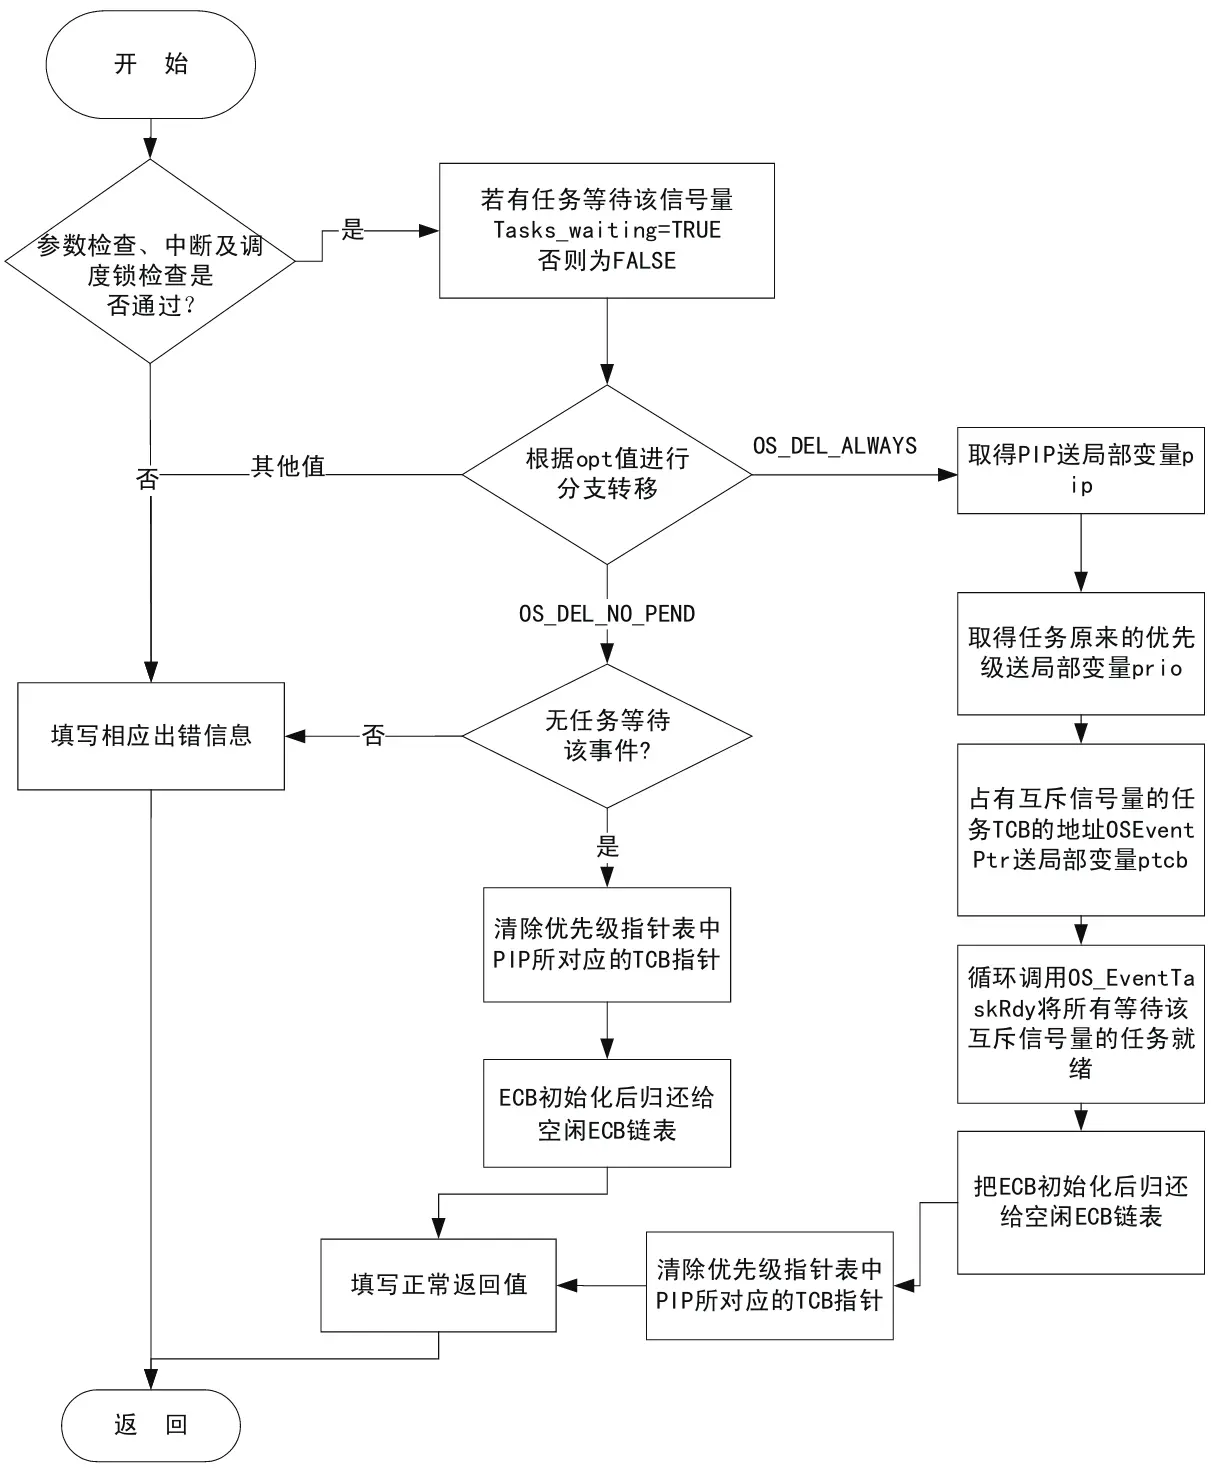 开 始
参数检查、中断及调
度锁检查是
否通过？
是
若有任务等待该信号量
Tasks_waiting=TRUE
否则为FALSE
否
其他值
根据opt值进行
分支转移
OS_DEL_ALWAYS
取得PIP送局部变量p
ip
OS_DEL_NO_PEND
取得任务原来的优先
级送局部变量prio
填写相应出错信息
否
无任务等待
该事件?
占有互斥信号量的任
务TCB的地址OSEvent
Ptr送局部变量ptcb
是
清除优先级指针表中
PIP所对应的TCB指针
循环调用OS_EventTa
skRdy将所有等待该
互斥信号量的任务就
绪
ECB初始化后归还给
空闲ECB链表
把ECB初始化后归还
给空闲ECB链表
填写正常返回值
清除优先级指针表中
PIP所对应的TCB指针
返 回